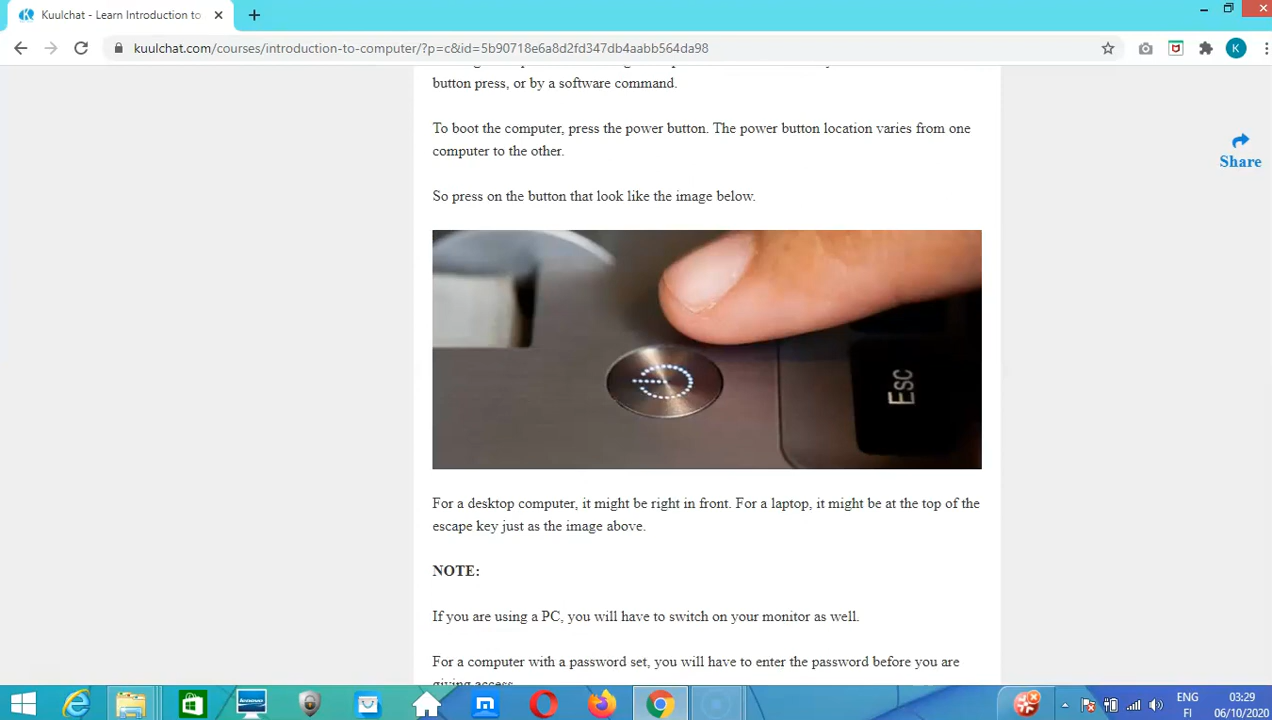 Kuulchat - Learn Introduction to
kuulchat.com/courses/introduction-to-computer/?p=c&id=5b90718e6a8d2fd347db4aabb564da98
K
button press, or by a software command.
To boot the computer, press the power button. The power button location varies from one
computer to the other.
Share
So press on the button that look like the image below.
Esc
For a desktop computer, it might be right in front. For a laptop, it might be at the top of the
escape key just as the image above.
NOTE:
If you are using a PC, you will have to switch on your monitor as well.
For a computer with a password set, you will have to enter the password before you are
giving access.
lenovo
ENG
FI
03:29
06/10/2020